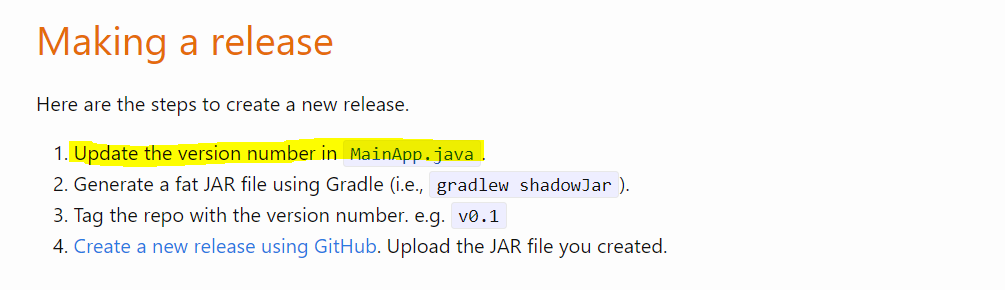 Making a release
Here are the steps to create a new release.
1. Update the version number in MainApp.java.
2. Generate a fat JAR file using Gradle (i.e., gradlew shadowJar).
3. Tag the repo with the version number. e.g. v0.1
4. Create a new release using GitHub. Upload the JAR file you created.